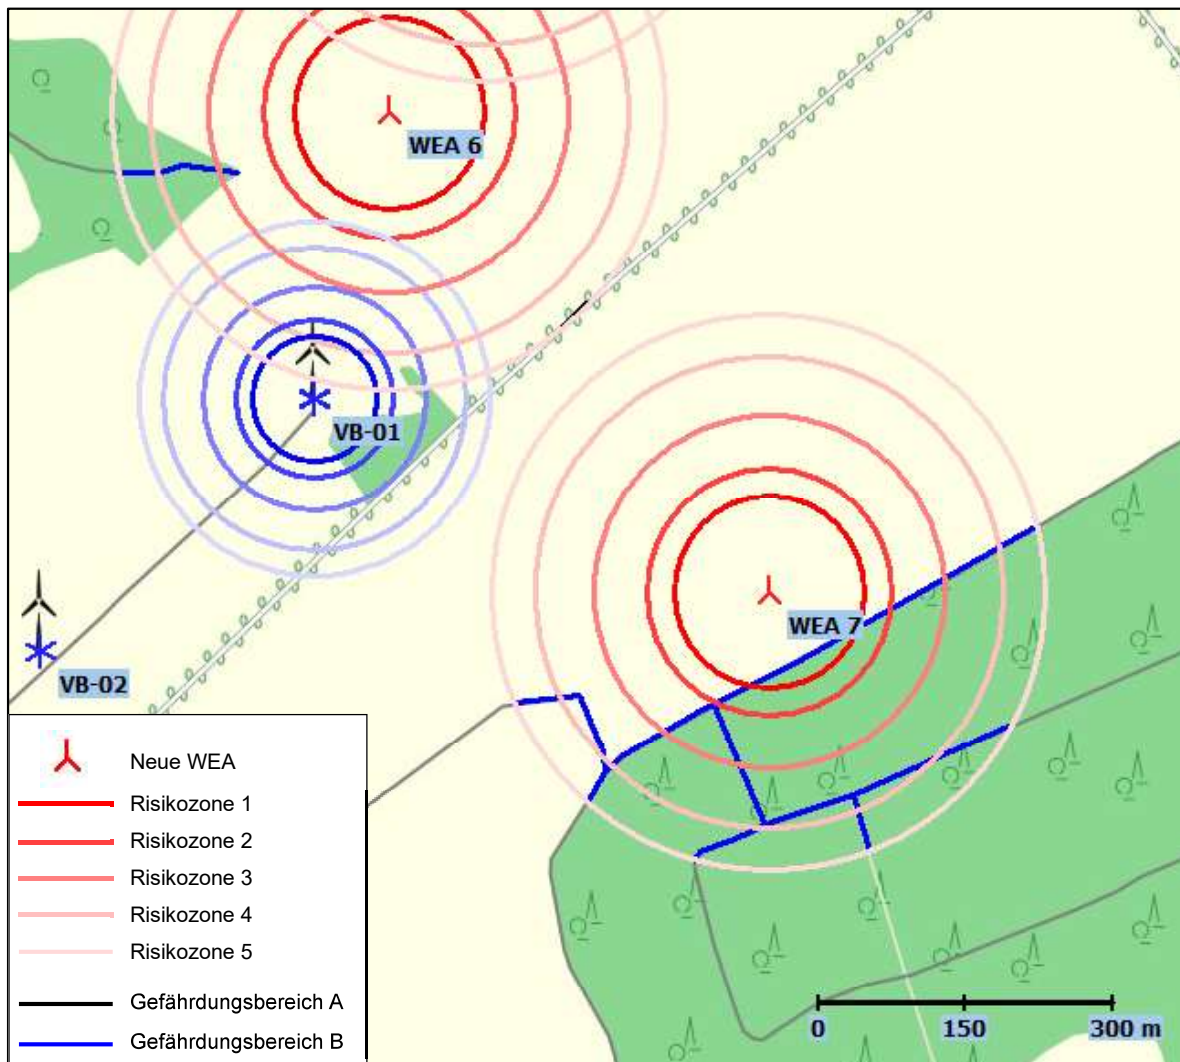 WEA 6
VB-01
WEA 7
VB-02
Neue WEA
Risikozone 1
Risikozone 2
Risikozone 3
Risikozone 4
Risikozone 5
Gefährdungsbereich A
Gefährdungsbereich B
0 150 300 m